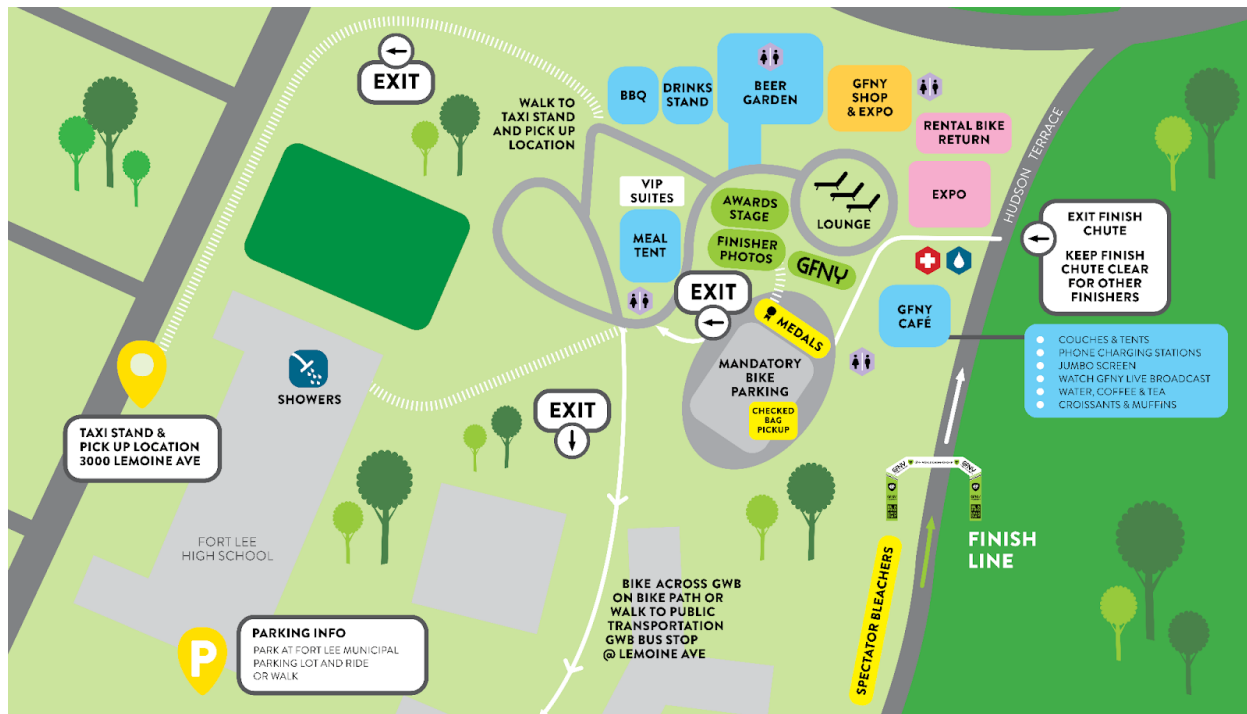 EXIT
WALK TO
TAXI STAND
AND PICK UP
LOCATION
BBQ
DRINKS
STAND
BEER
GARDEN
GFNY
SHOP
& EXPO
RENTAL BIKE
RETURN
EXPO
HUDSON TERRACE
VIP
SUITES
MEAL
TENT
AWARDS
STAGE
FINISHER
PHOTOS
GFNY
LOUNGE
EXIT FINISH
CHUTE
KEEP FINISH
CHUTE CLEAR
FOR OTHER
FINISHERS
EXIT
MEDALS
MANDATORY
BIKE
PARKING
CHECKED
BAG
PICKUP
GFNY
CAFÉ
COUCHES & TENTS
PHONE CHARGING STATIONS
JUMBO SCREEN
WATCH GFNY LIVE BROADCAST
WATER, COFFEE & TEA
CROISSANTS & MUFFINS
SHOWERS
EXIT
TAXI STAND &
PICK UP LOCATION
3000 LEMOINE AVE
GFNY
GFNY
FINISH
LINE
SPECTATOR BLEACHERS
FORT LEE
HIGH SCHOOL
BIKE ACROSS GWB
ON BIKE PATH OR
WALK TO PUBLIC
TRANSPORTATION
GWB BUS STOP
@ LEMOINE AVE
P
PARKING INFO
PARK AT FORT LEE MUNICIPAL
PARKING LOT AND RIDE
OR WALK